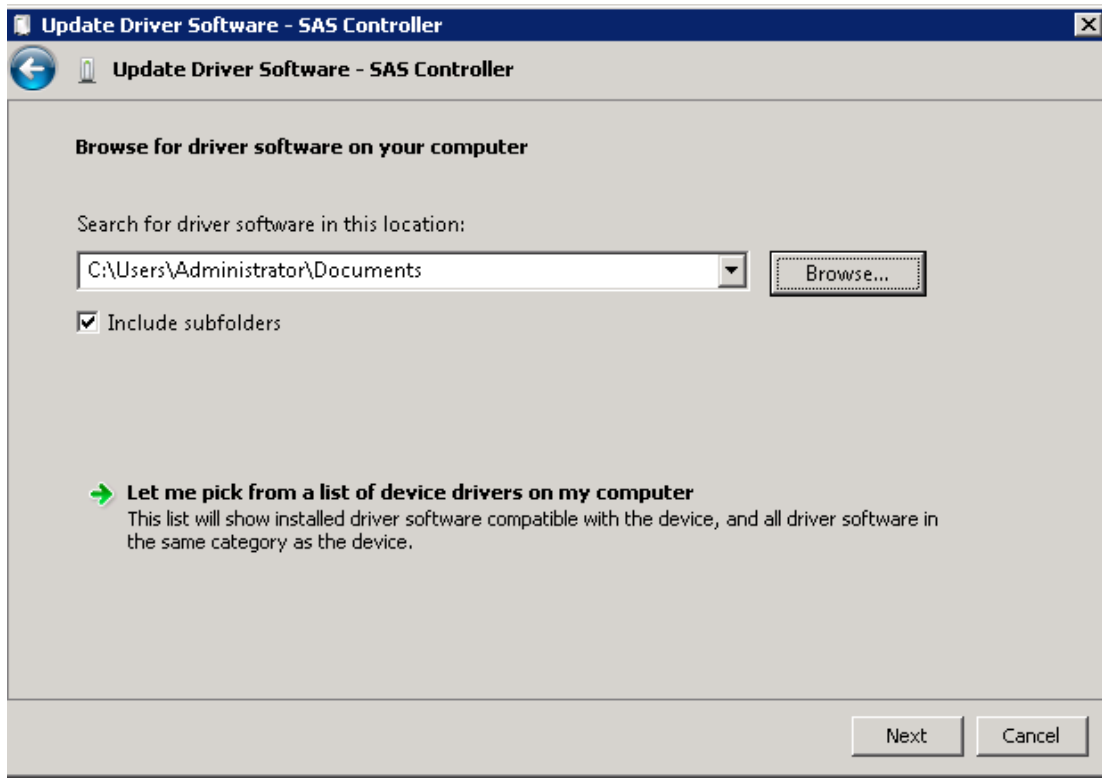 Update Driver Software - SAS Controller
Update Driver Software - SAS Controller
Browse for driver software on your computer
Search for driver software in this location:
C:\Users\Administrator\Documents
Browse...
Include subfolders
Let me pick from a list of device drivers on my computer
This list will show installed driver software compatible with the device, and all driver software in
the same category as the device.
Next
Cancel